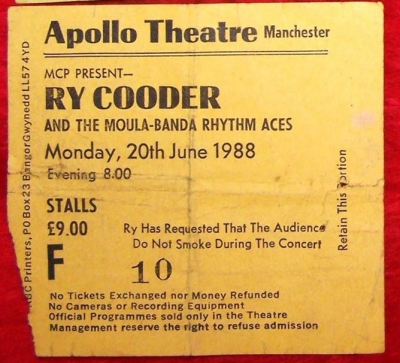 Apollo Theatre Manchester
MCP PRESENT—
RY COODER
AND THE MOULA-BANDA RHYTHM ACES
Monday, 20th June 1988
Evening 8.00
STALLS
£9.00
Ry Has Requested That The Audience
Do Not Smoke During The Concert
F
10
No Tickets Exchanged nor Money Refunded
No Cameras or Recording Equipment
Official Programmes sold only in the Theatre
Management reserve the right to refuse admission
Retain This Portion
Printers, PO Box 23 Bangor Gwynedd LL57 4YD